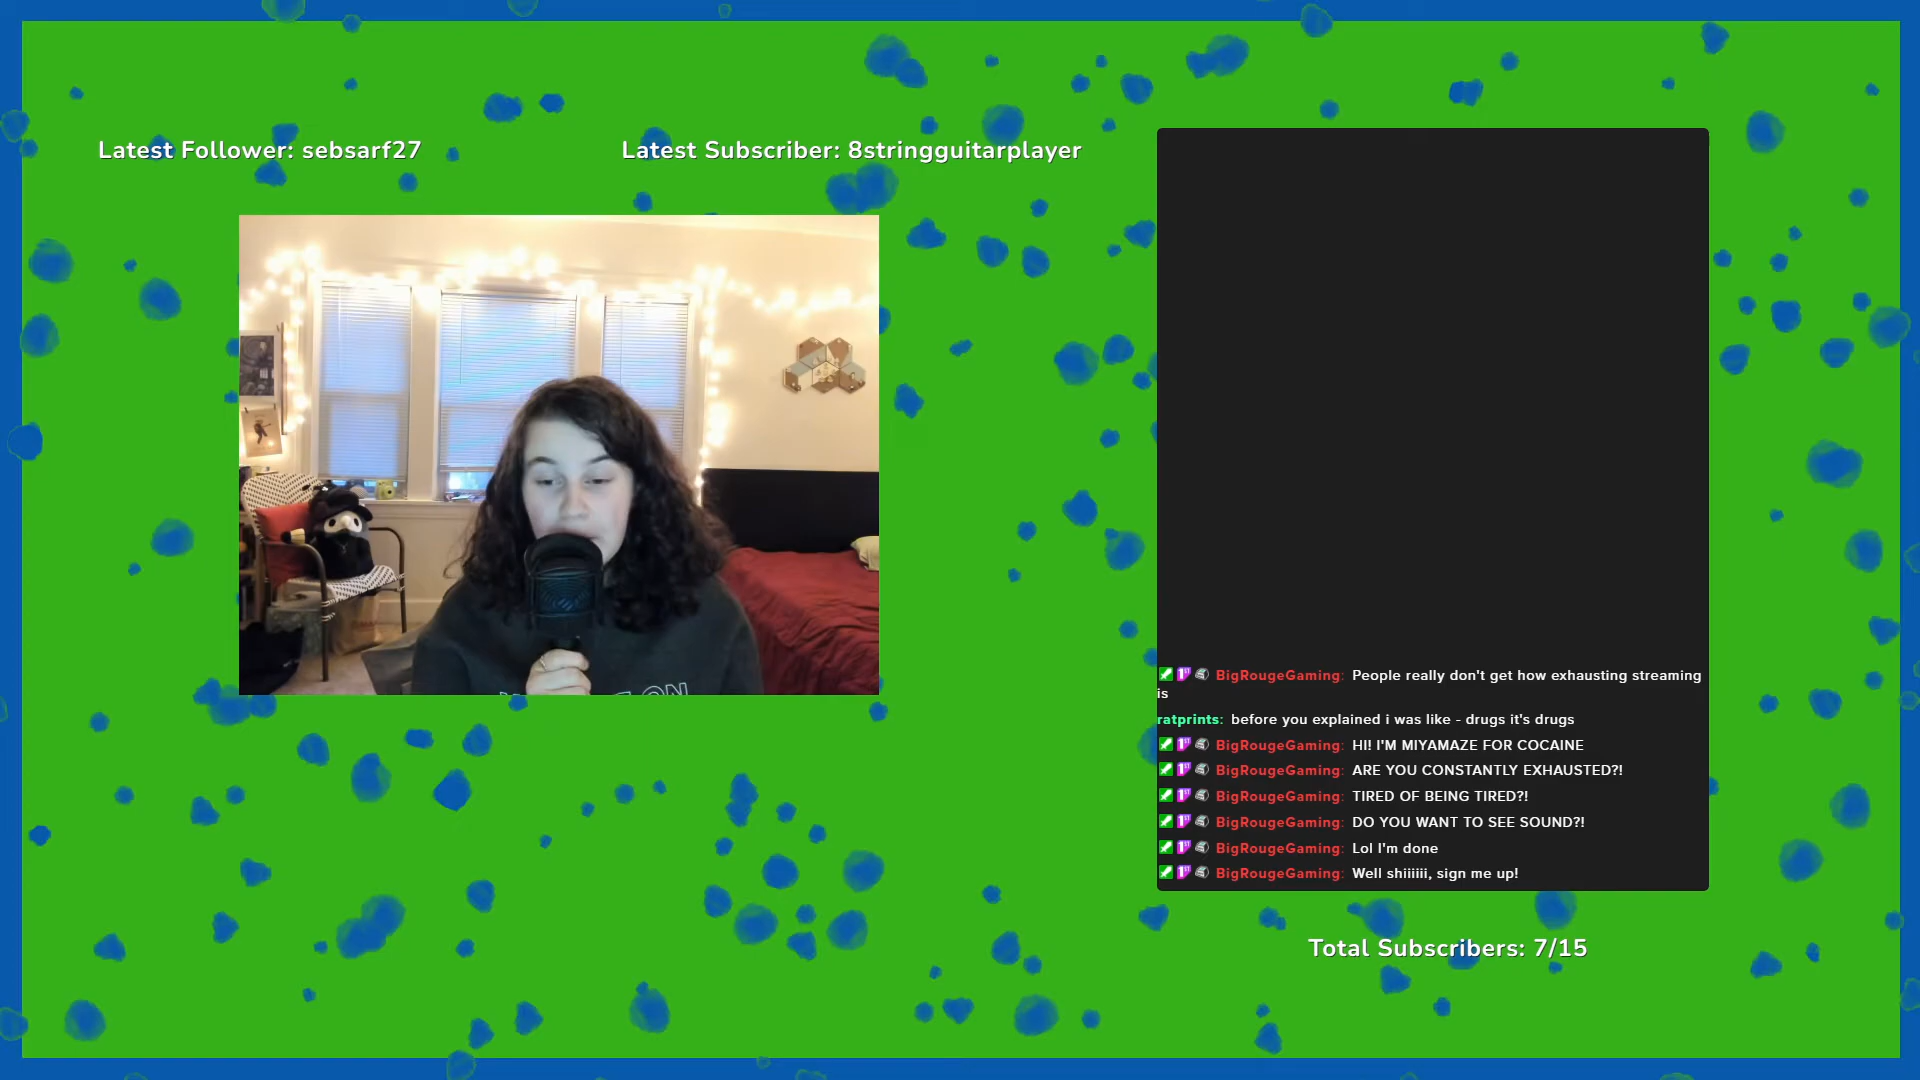 Latest Follower: sebsarf27
Latest Subscriber: 8stringguitarplayer
BigRougeGaming: People really don't get how exhausting streaming
is
ratprints: before you explained i was like - drugs it's drugs
BigRougeGaming: HI! I'M MIYAMAZE FOR COCAINE
BigRougeGaming: ARE YOU CONSTANTLY EXHAUSTED?!
BigRougeGaming: TIRED OF BEING TIRED?!
BigRougeGaming: DO YOU WANT TO SEE SOUND?!
BigRougeGaming: Lol I'm done
BigRougeGaming: Well shiiiiii, sign me up!
Total Subscribers: 7/15